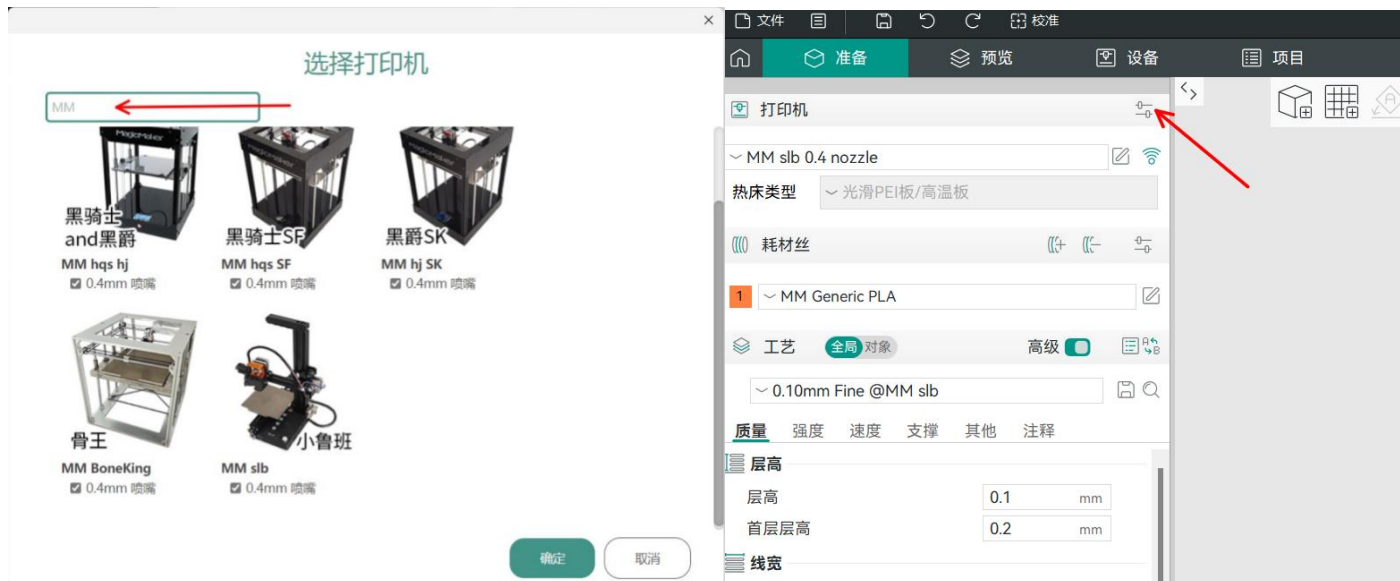 选择打印机
MM
MagicMaker
黑骑士
and黑爵
黑骑士SF
黑爵SK
MM hqs hj
MM hqs SF
MM hj SK
0.4mm 喷嘴
0.4mm 喷嘴
0.4mm 喷嘴
骨王
小鲁班
MM BoneKing
MM slb
0.4mm 喷嘴
0.4mm 喷嘴
确定
取消
文件
校准
准备
预览
设备
项目
打印机
MM slb 0.4 nozzle
热床类型
光滑PEI板/高温板
耗材丝
1
MM Generic PLA
工艺
全局
对象
高级
0.10mm Fine @MM slb
质量
强度
速度
支撑
其他
注释
层高
层高
0.1
mm
首层层高
0.2
mm
线宽